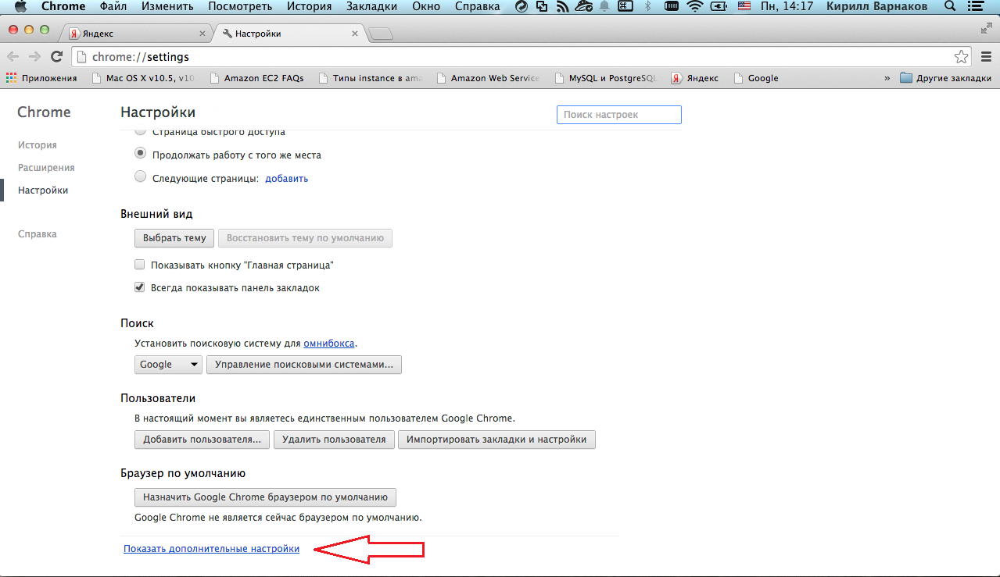 Chrome Файл Изменить Посмотреть История Закладки Окно Справка Пн, 14:17 Кирилл Варнаков
Яндекс Настройки
chrome://settings
Приложения Mac OS X v10.5, v10 Amazon EC2 FAQs Типы instance в ama Amazon Web Service MySQL и PostgreSQL Яндекс Google » Другие закладки
Chrome Настройки Поиск настроек
Страница быстрого доступа
История
Продолжать работу с того же места
Расширения
Следующие страницы: добавить
Настройки
Внешний вид
Справка
Выбрать тему Восстановить тему по умолчанию
Показывать кнопку "Главная страница"
Всегда показывать панель закладок
Поиск
Установить поисковую систему для омнибокса.
Google Управление поисковыми системами...
Пользователи
В настоящий момент вы являетесь единственным пользователем Google Chrome.
Добавить пользователя... Удалить пользователя Импортировать закладки и настройки
Браузер по умолчанию
Назначить Google Chrome браузером по умолчанию
Google Chrome не является сейчас браузером по умолчанию.
Показать дополнительные настройки